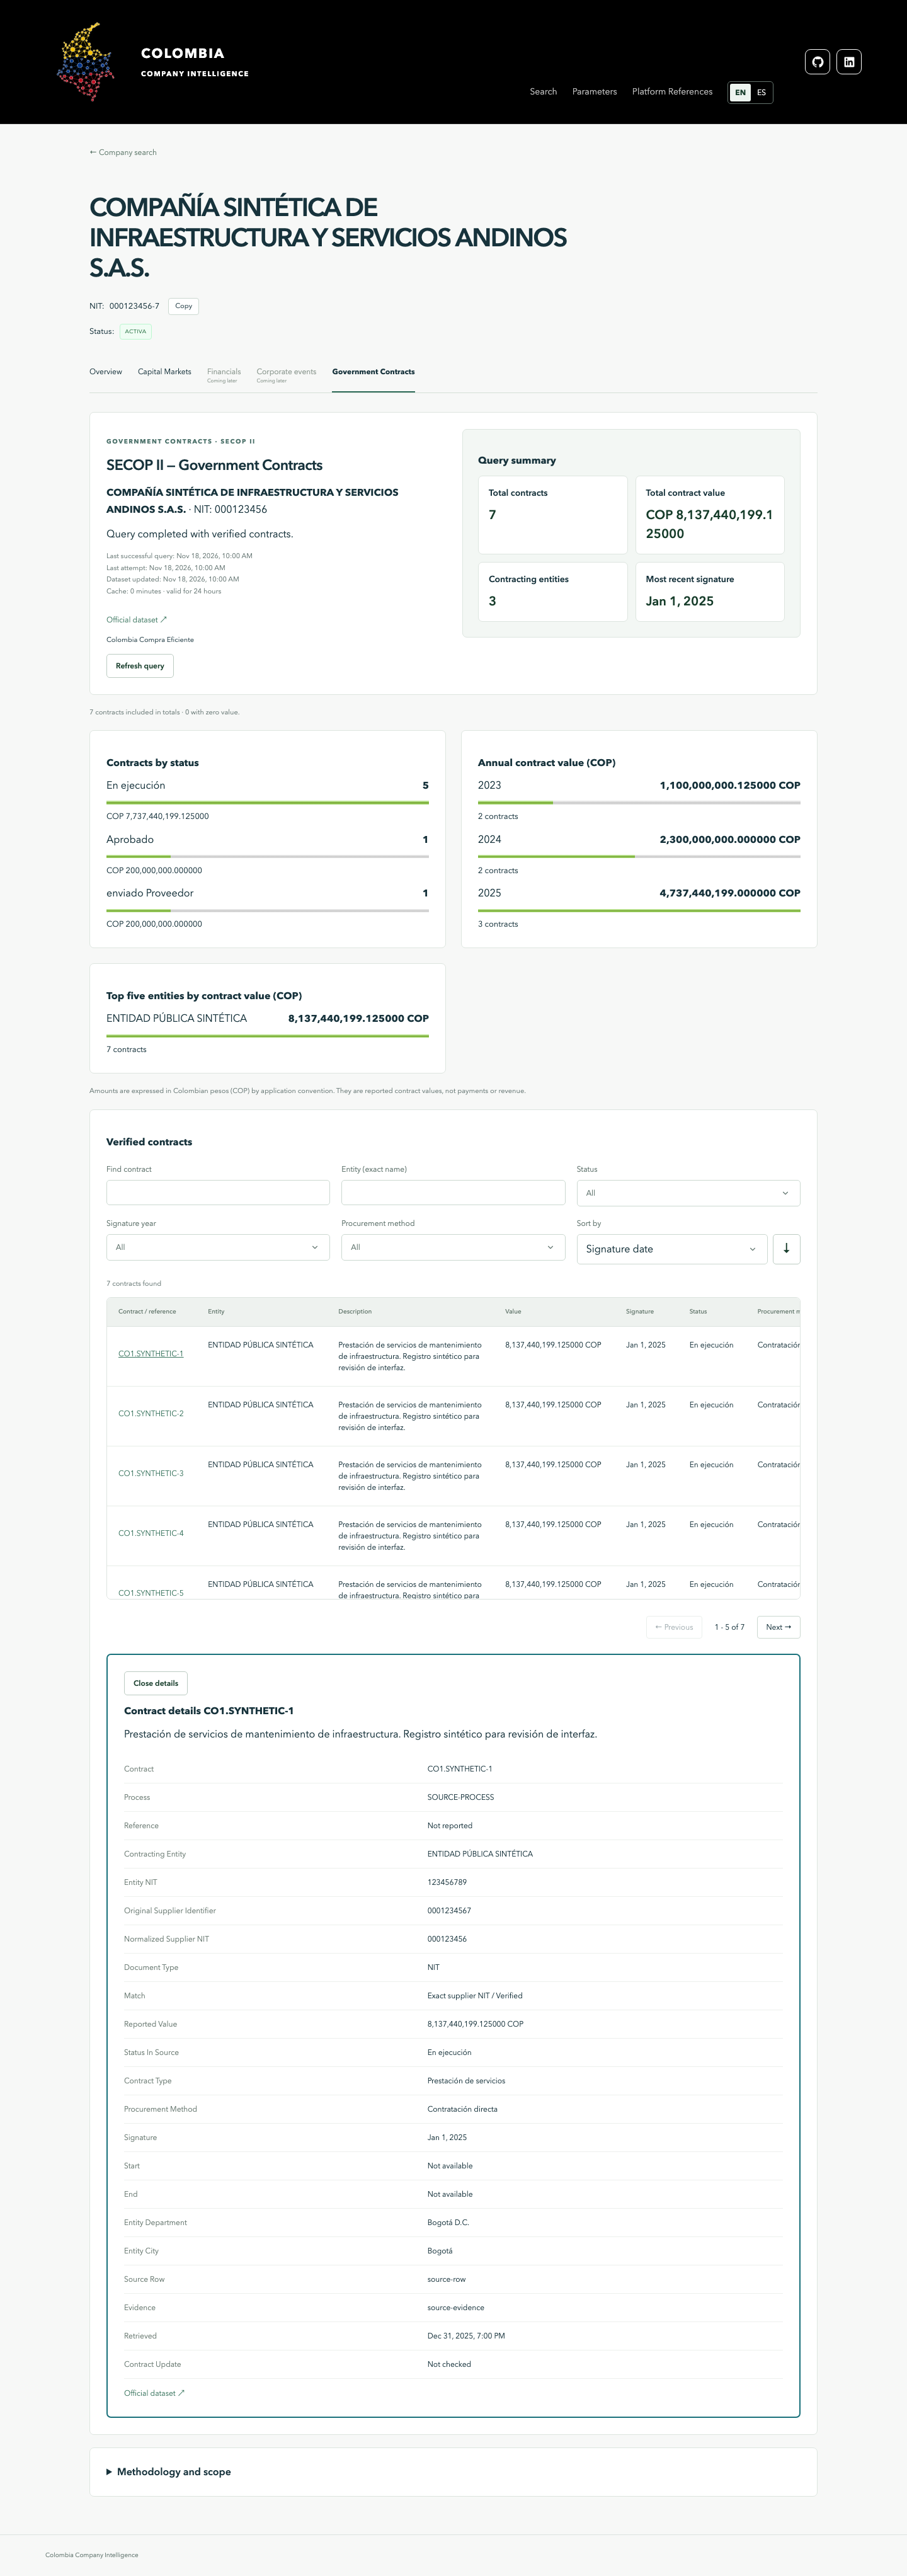 COLOMBIA
COMPANY INTELLIGENCE
Search Parameters Platform References EN ES
← Company search
COMPAÑÍA SINTÉTICA DE
INFRAESTRUCTURA Y SERVICIOS ANDINOS
S.A.S.
NIT: 000123456-7 Copy
Status: ACTIVA
Overview Capital Markets Financials Corporate events Government Contracts
Coming later Coming later
GOVERNMENT CONTRACTS · SECOP II
SECOP II — Government Contracts
COMPAÑÍA SINTÉTICA DE INFRAESTRUCTURA Y SERVICIOS
ANDINOS S.A.S. · NIT: 000123456
Query completed with verified contracts.
Last successful query: Nov 18, 2026, 10:00 AM
Last attempt: Nov 18, 2026, 10:00 AM
Dataset updated: Nov 18, 2026, 10:00 AM
Cache: 0 minutes · valid for 24 hours
Official dataset ↗
Colombia Compra Eficiente
Refresh query
Query summary
Total contracts
7
Total contract value
COP 8,137,440,199.1
25000
Contracting entities
3
Most recent signature
Jan 1, 2025
7 contracts included in totals · 0 with zero value.
Contracts by status
En ejecución 5
COP 7,737,440,199.125000
Aprobado 1
COP 200,000,000.000000
enviado Proveedor 1
COP 200,000,000.000000
Annual contract value (COP)
2023 1,100,000,000.125000 COP
2 contracts
2024 2,300,000,000.000000 COP
2 contracts
2025 4,737,440,199.000000 COP
3 contracts
Top five entities by contract value (COP)
ENTIDAD PÚBLICA SINTÉTICA 8,137,440,199.125000 COP
7 contracts
Amounts are expressed in Colombian pesos (COP) by application convention. They are reported contract values, not payments or revenue.
Verified contracts
Find contract Entity (exact name) Status
All
Signature year Procurement method Sort by
All All Signature date ↓
7 contracts found
Contract / reference Entity Description Value Signature Status Procurement m
CO1.SYNTHETIC-1 ENTIDAD PÚBLICA SINTÉTICA Prestación de servicios de mantenimiento 8,137,440,199.125000 COP Jan 1, 2025 En ejecución Contratación
de infraestructura. Registro sintético para
revisión de interfaz.
CO1.SYNTHETIC-2 ENTIDAD PÚBLICA SINTÉTICA Prestación de servicios de mantenimiento 8,137,440,199.125000 COP Jan 1, 2025 En ejecución Contratación
de infraestructura. Registro sintético para
revisión de interfaz.
CO1.SYNTHETIC-3 ENTIDAD PÚBLICA SINTÉTICA Prestación de servicios de mantenimiento 8,137,440,199.125000 COP Jan 1, 2025 En ejecución Contratación
de infraestructura. Registro sintético para
revisión de interfaz.
CO1.SYNTHETIC-4 ENTIDAD PÚBLICA SINTÉTICA Prestación de servicios de mantenimiento 8,137,440,199.125000 COP Jan 1, 2025 En ejecución Contratación
de infraestructura. Registro sintético para
revisión de interfaz.
CO1.SYNTHETIC-5 ENTIDAD PÚBLICA SINTÉTICA Prestación de servicios de mantenimiento 8,137,440,199.125000 COP Jan 1, 2025 En ejecución Contratación
de infraestructura. Registro sintético para
← Previous 1 - 5 of 7 Next →
Close details
Contract details CO1.SYNTHETIC-1
Prestación de servicios de mantenimiento de infraestructura. Registro sintético para revisión de interfaz.
Contract CO1.SYNTHETIC-1
Process SOURCE-PROCESS
Reference Not reported
Contracting Entity ENTIDAD PÚBLICA SINTÉTICA
Entity NIT 123456789
Original Supplier Identifier 0001234567
Normalized Supplier NIT 000123456
Document Type NIT
Match Exact supplier NIT / Verified
Reported Value 8,137,440,199.125000 COP
Status In Source En ejecución
Contract Type Prestación de servicios
Procurement Method Contratación directa
Signature Jan 1, 2025
Start Not available
End Not available
Entity Department Bogotá D.C.
Entity City Bogotá
Source Row source-row
Evidence source-evidence
Retrieved Dec 31, 2025, 7:00 PM
Contract Update Not checked
Official dataset ↗
▶ Methodology and scope
Colombia Company Intelligence